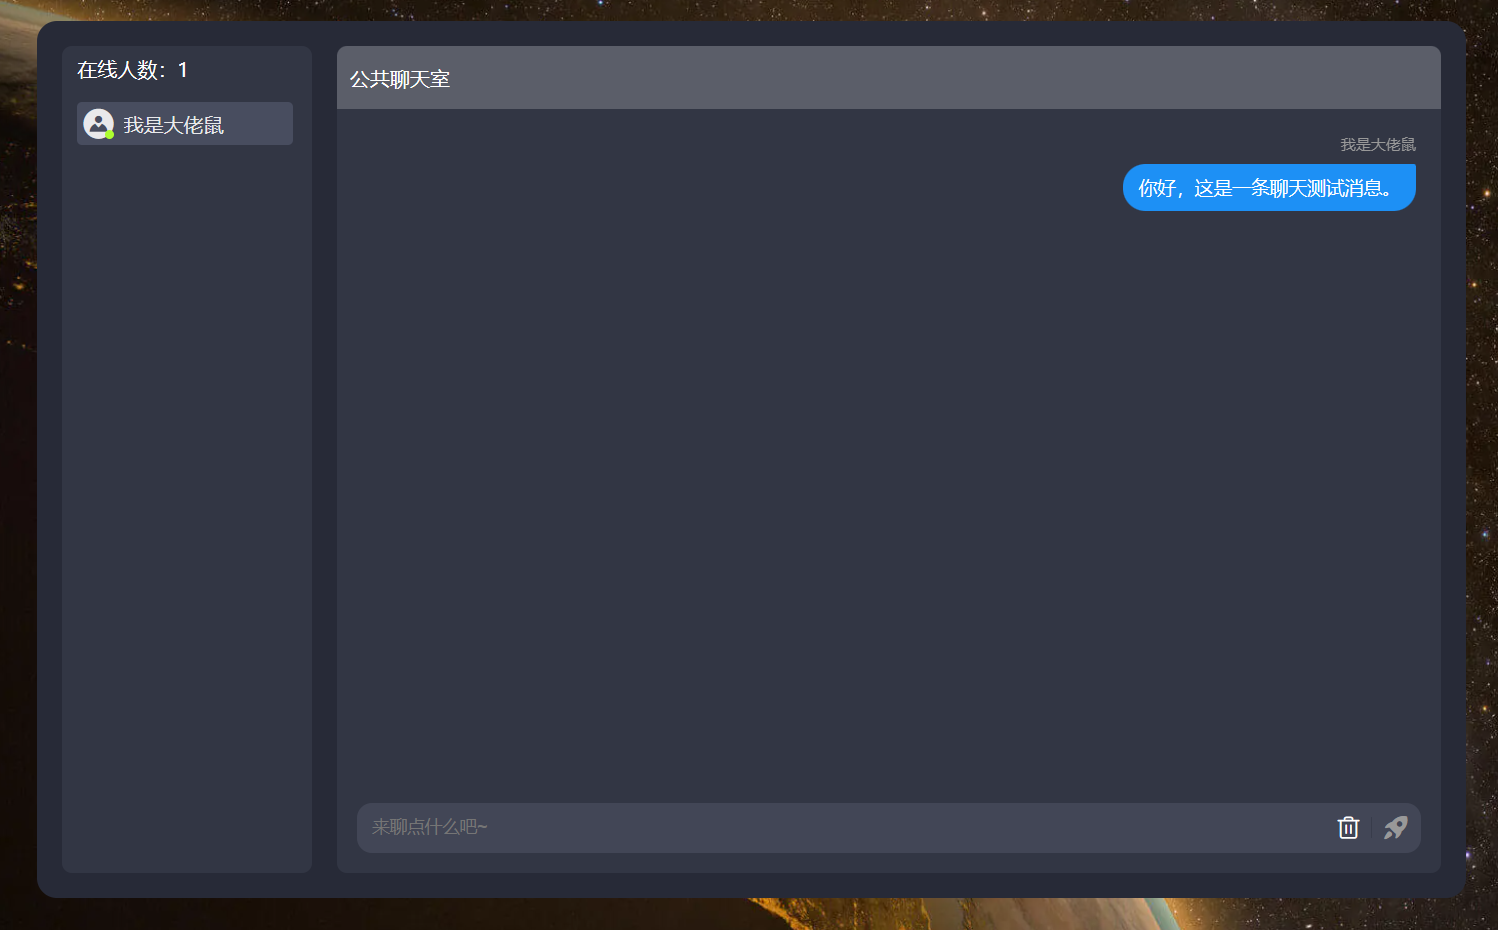 在线人数：1
我是大佬鼠
公共聊天室
我是大佬鼠
你好，这是一条聊天测试消息。
来聊点什么吧~